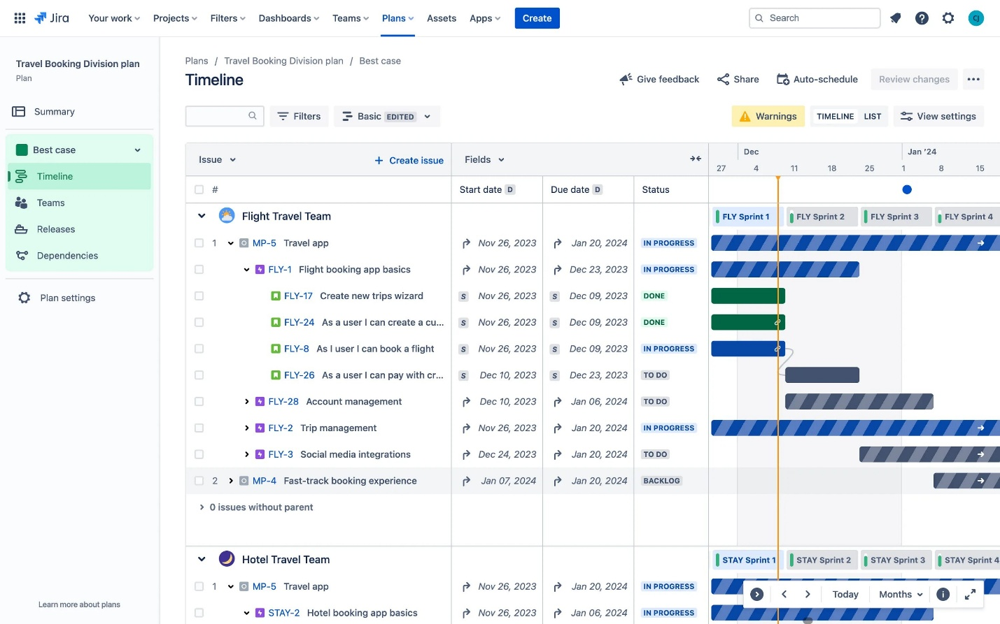 Jira Your work Projects Filters Dashboards Teams Plans Assets Apps Create Search CJ
Travel Booking Division plan
Plan
Summary
Best case
Timeline
Teams
Releases
Dependencies
Plan settings
Learn more about plans
Plans / Travel Booking Division plan / Best case
Timeline
Give feedback Share Auto-schedule Review changes
Filters Basic EDITED Warnings TIMELINE LIST View settings
Issue + Create issue Fields Dec Jan '24
27 4 11 18 25 1 8 15
# Start date D Due date D Status
Flight Travel Team FLY Sprint 1 FLY Sprint 2 FLY Sprint 3 FLY Sprint 4
1 MP-5 Travel app Nov 26, 2023 Jan 20, 2024 IN PROGRESS
FLY-1 Flight booking app basics Nov 26, 2023 Dec 23, 2023 IN PROGRESS
FLY-17 Create new trips wizard S Nov 26, 2023 S Dec 09, 2023 DONE
FLY-24 As a user I can create a cu... S Nov 26, 2023 S Dec 09, 2023 DONE
FLY-8 As I user I can book a flight S Nov 26, 2023 S Dec 09, 2023 IN PROGRESS
FLY-26 As a user I can pay with cr... S Dec 10, 2023 S Dec 23, 2023 TO DO
FLY-28 Account management Dec 10, 2023 Jan 06, 2024 TO DO
FLY-2 Trip management Nov 26, 2023 Jan 20, 2024 IN PROGRESS
FLY-3 Social media integrations Dec 24, 2023 Jan 20, 2024 TO DO
2 MP-4 Fast-track booking experience Jan 07, 2024 Jan 20, 2024 BACKLOG
0 issues without parent
Hotel Travel Team STAY Sprint 1 STAY Sprint 2 STAY Sprint 3 STAY Sprint 4
1 MP-5 Travel app Nov 26, 2023 Jan 20, 2024 IN PROGRESS
Today Months
STAY-2 Hotel booking app basics Nov 26, 2023 Jan 06, 2024 IN PROGRESS